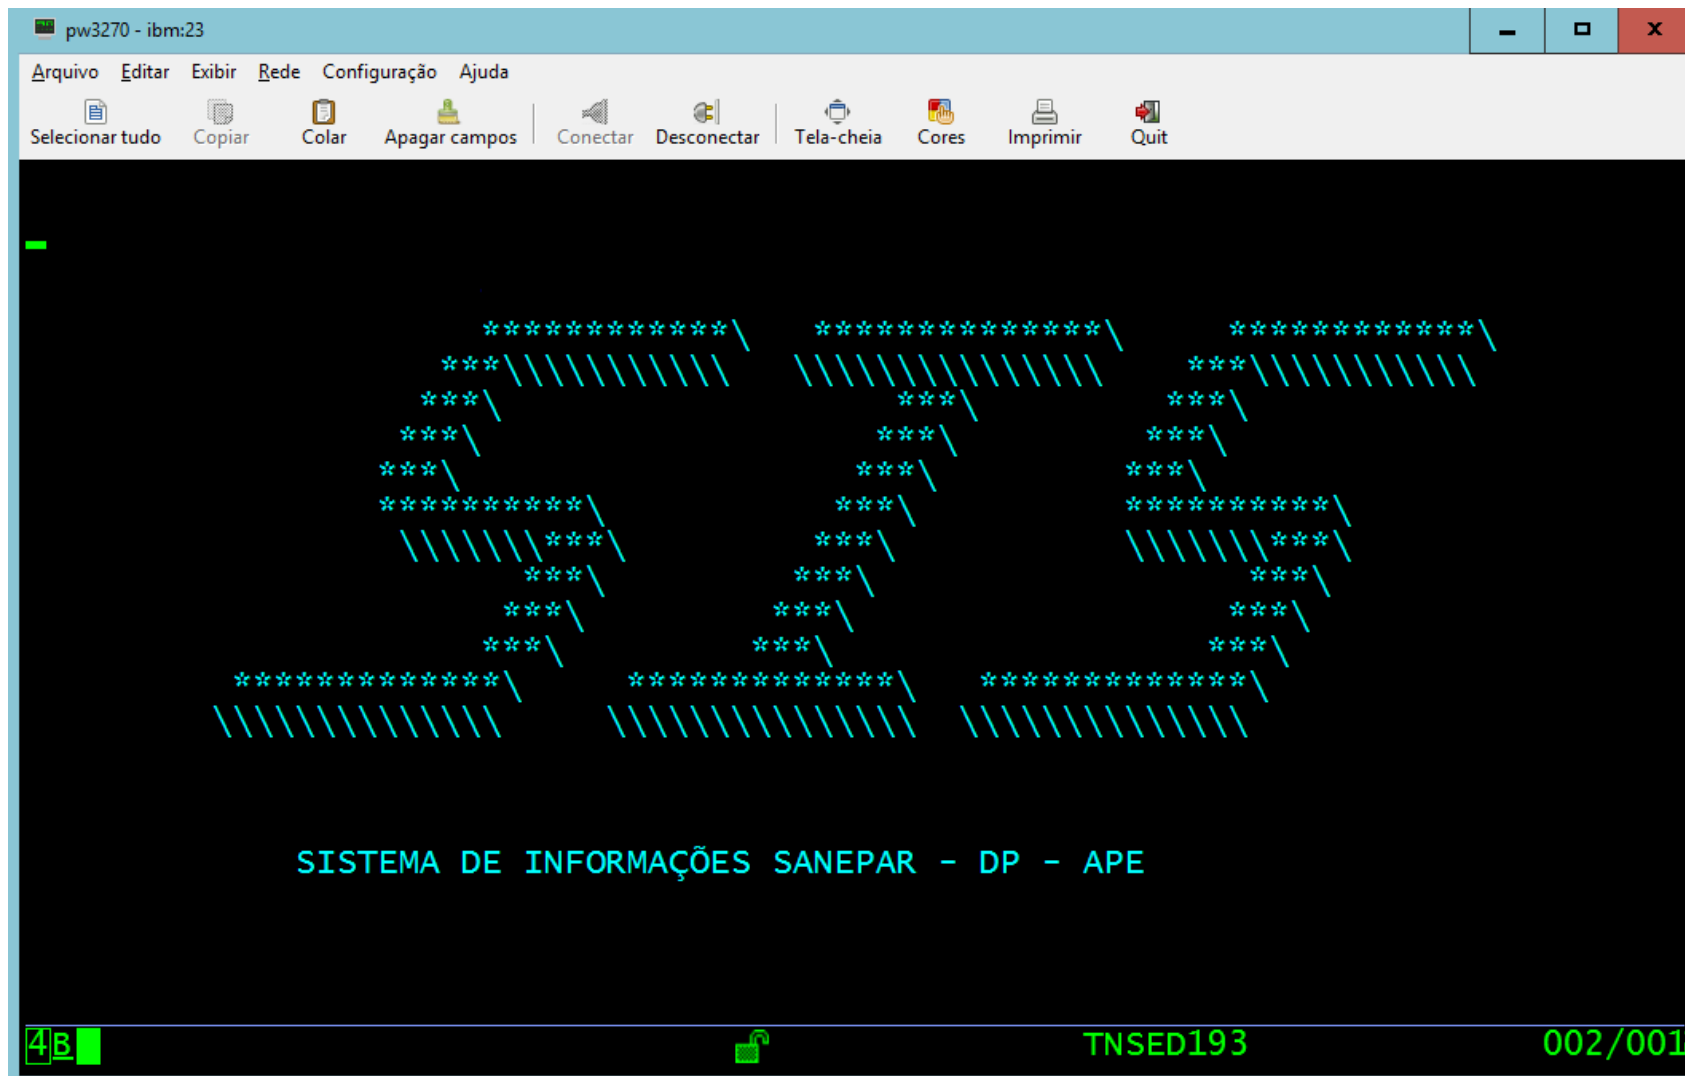 pw3270 - ibm:23
Arquivo Editar Exibir Rede Configuração Ajuda
Selecionar tudo Copiar Colar Apagar campos Conectar Desconectar Tela-cheia Cores Imprimir Quit
************\ **************\ ************\
***\\\\\\\\\\\ \\\\\\\\\\\\\\\ ***\\\\\\\\\\\
***\ ***\ ***\
***\ ***\ ***\
***\ ***\ ***\
**********\ ***\ **********\
\\\\\\\***\ ***\ \\\\\\\***\
***\ ***\ ***\
***\ ***\ ***\
***\ ***\ ***\
*************\ *************\ *************\
\\\\\\\\\\\\\\ \\\\\\\\\\\\\\\ \\\\\\\\\\\\\\
SISTEMA DE INFORMAÇÕES SANEPAR - DP - APE
4B TNSED193 002/001